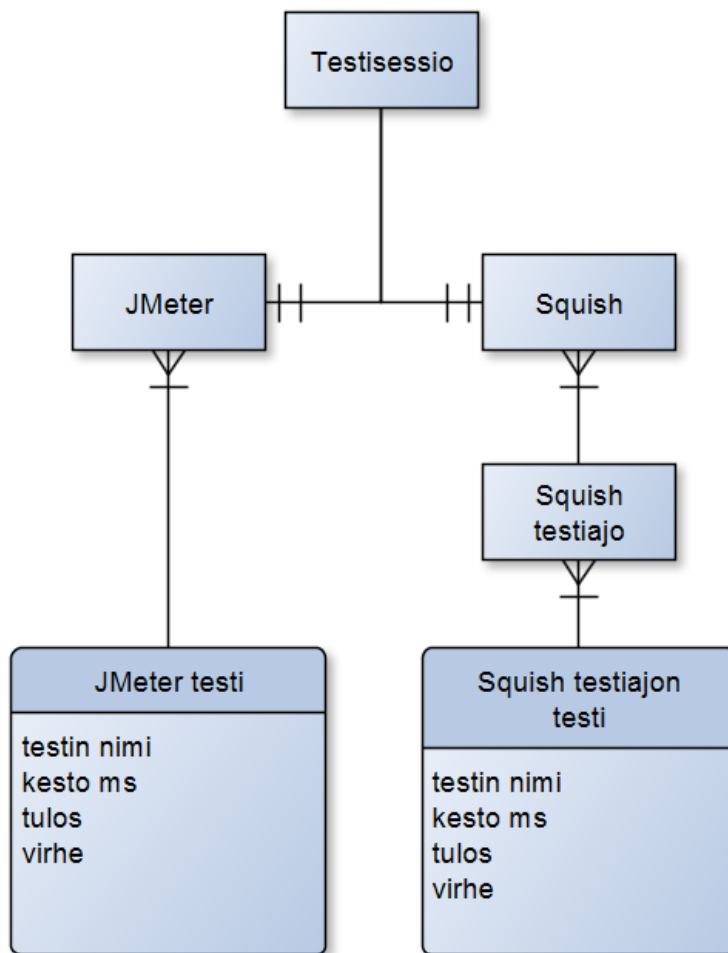 Testisessio
JMeter
Squish
Squish
testiajo
JMeter testi
testin nimi
kesto ms
tulos
virhe
Squish testiajon
testi
testin nimi
kesto ms
tulos
virhe